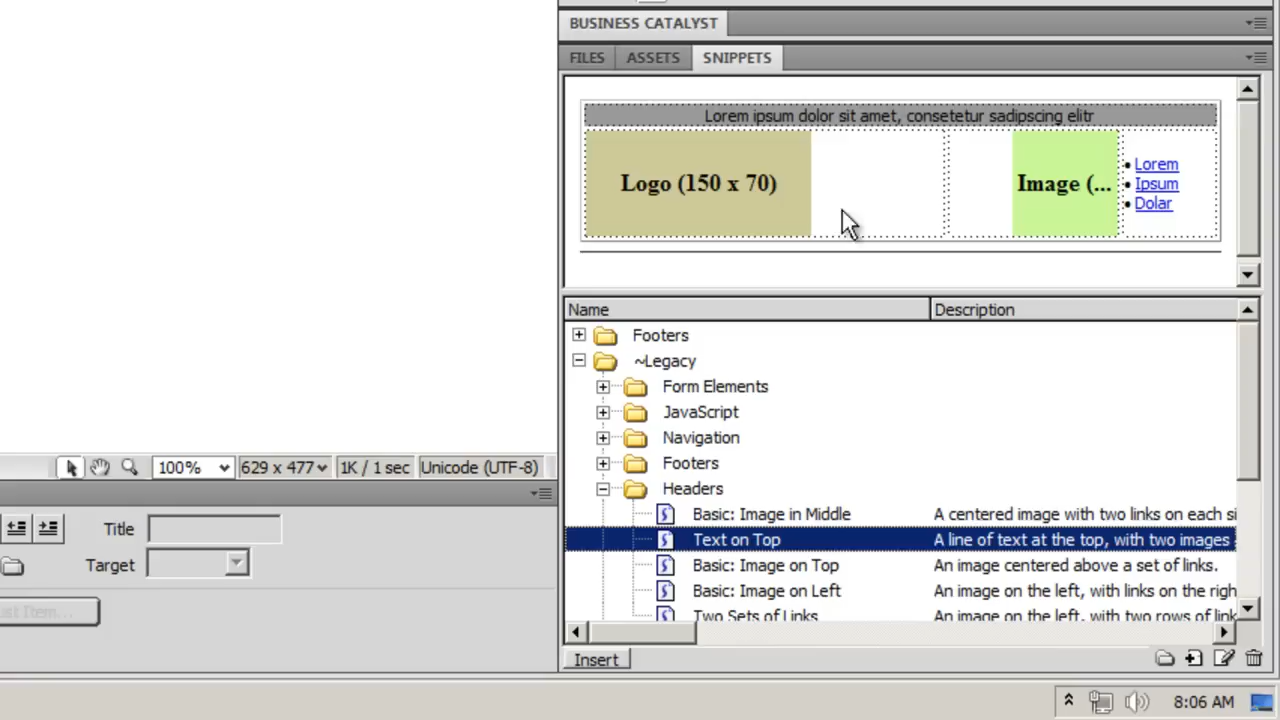 BUSINESS CATALYST
FILES ASSETS SNIPPETS
Lorem ipsum dolor sit amet, consetetur sadipscing elitr
Logo (150 x 70)
Image (...
• Lorem
• Ipsum
• Dolar
Name Description
Footers
~Legacy
Form Elements
JavaScript
Navigation
Footers
Headers
Basic: Image in Middle A centered image with two links on each si
Text on Top A line of text at the top, with two images
Basic: Image on Top An image centered above a set of links.
Basic: Image on Left An image on the left, with links on the righ
Two Sets of Links An image on the left, with two rows of link
Insert
100% 629 x 477 1K / 1 sec Unicode (UTF-8)
Title
Target
ist Item...
8:06 AM